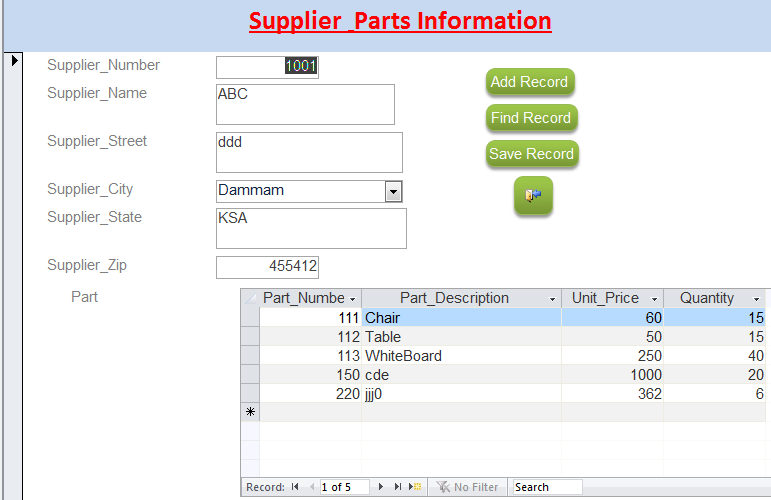 Supplier_Parts Information
Supplier_Number 1001
Add Record
Supplier_Name ABC
Find Record
Supplier_Street ddd
Save Record
Supplier_City Dammam
Supplier_State KSA
Supplier_Zip 455412
Part
Part_Numbe Part_Description Unit_Price Quantity
111 Chair 60 15
112 Table 50 15
113 WhiteBoard 250 40
150 cde 1000 20
220 jjj0 362 6
Record: 1 of 5 No Filter Search